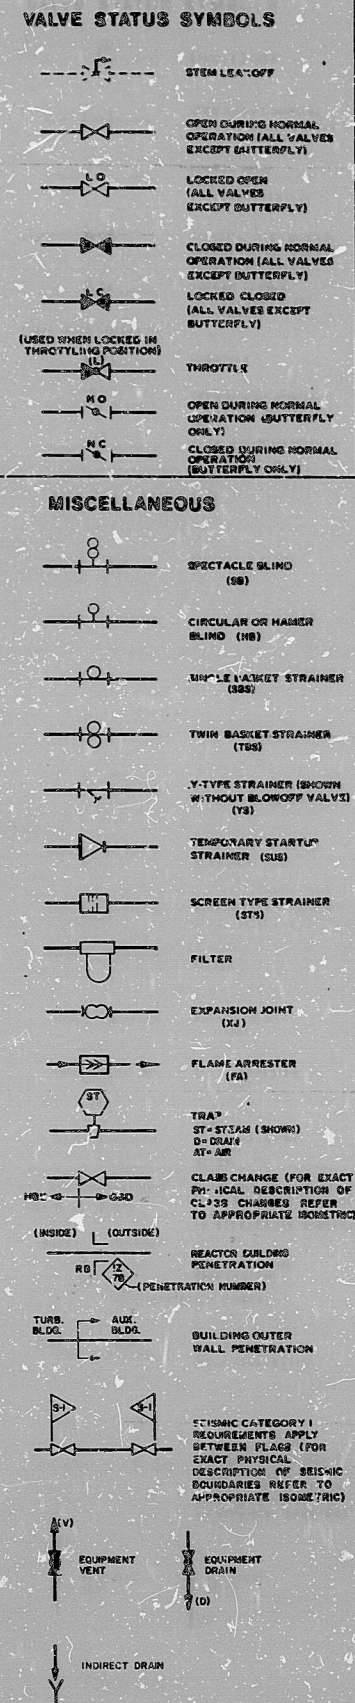 VALVE STATUS SYMBOLS
STEM LEAKOFF
OPEN DURING NORMAL
OPERATION (ALL VALVES
EXCEPT BUTTERFLY)
L O
LOCKED OPEN
(ALL VALVES
EXCEPT BUTTERFLY)
CLOSED DURING NORMAL
OPERATION (ALL VALVES
EXCEPT BUTTERFLY)
L C
LOCKED CLOSED
(ALL VALVES EXCEPT
BUTTERFLY)
(USED WHEN LOCKED IN
THROTTLING POSITION)
(L)
THROTTLE
N O
OPEN DURING NORMAL
OPERATION (BUTTERFLY
ONLY)
N C
CLOSED DURING NORMAL
OPERATION
(BUTTERFLY ONLY)
MISCELLANEOUS
SPECTACLE BLIND
(SB)
CIRCULAR OR HAMER
BLIND (HB)
SINGLE BASKET STRAINER
(SBS)
TWIN BASKET STRAINER
(TBS)
Y-TYPE STRAINER (SHOWN
WITHOUT BLOWOFF VALVE)
(YS)
TEMPORARY STARTUP
STRAINER (SUS)
SCREEN TYPE STRAINER
(STS)
FILTER
EXPANSION JOINT
(XJ)
FLAME ARRESTER
(FA)
ST
TRAP
ST= STEAM (SHOWN)
D= DRAIN
AT= AIR
CLASS CHANGE (FOR EXACT
PHYSICAL DESCRIPTION OF
CLASS CHANGES REFER
TO APPROPRIATE ISOMETRIC)
(INSIDE) (OUTSIDE)
REACTOR BUILDING
PENETRATION
RB
(PENETRATION NUMBER)
TURB. BLDG.
AUX. BLDG.
BUILDING OUTER
WALL PENETRATION
S-I S-I
SEISMIC CATEGORY I
REQUIREMENTS APPLY
BETWEEN FLAGS (FOR
EXACT PHYSICAL
DESCRIPTION OF SEISMIC
BOUNDARIES REFER TO
APPROPRIATE ISOMETRIC)
(V)
EQUIPMENT
VENT
EQUIPMENT
DRAIN
(D)
INDIRECT DRAIN